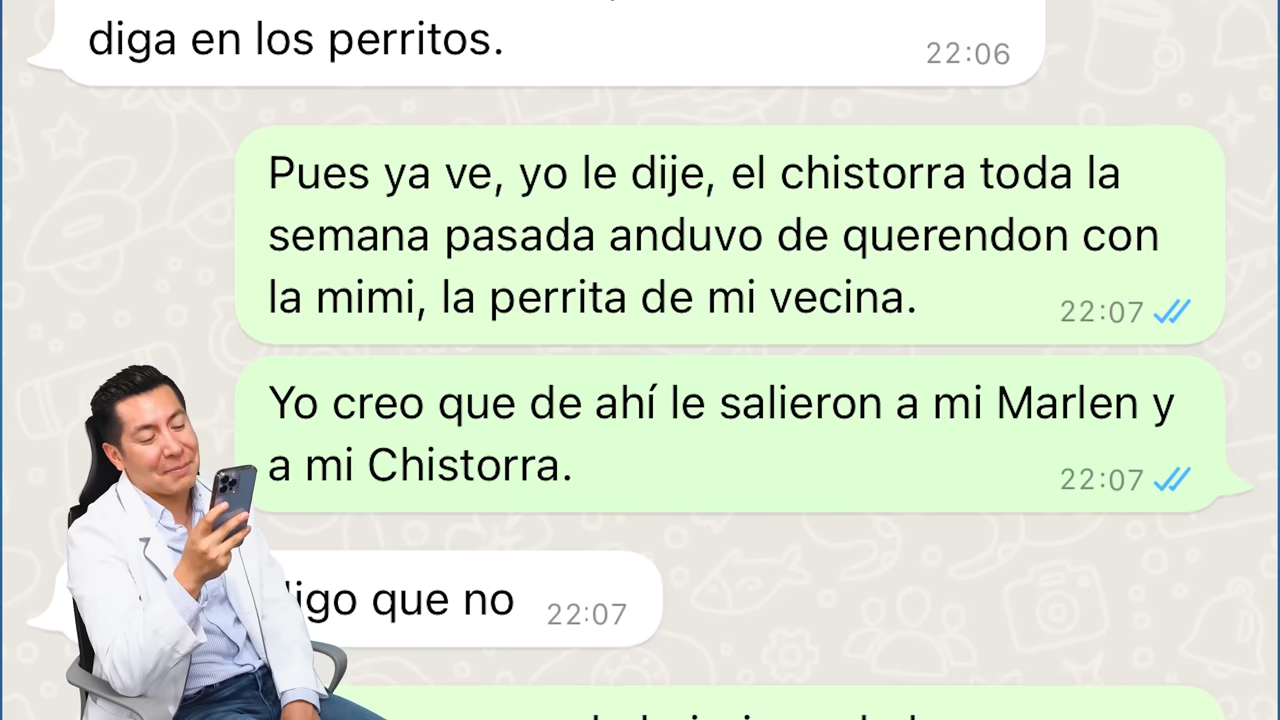 diga en los perritos.
22:06
Pues ya ve, yo le dije, el chistorra toda la
semana pasada anduvo de querendon con
la mimi, la perrita de mi vecina.
22:07
Yo creo que de ahí le salieron a mi Marlen y
a mi Chistorra.
22:07
que no
22:07